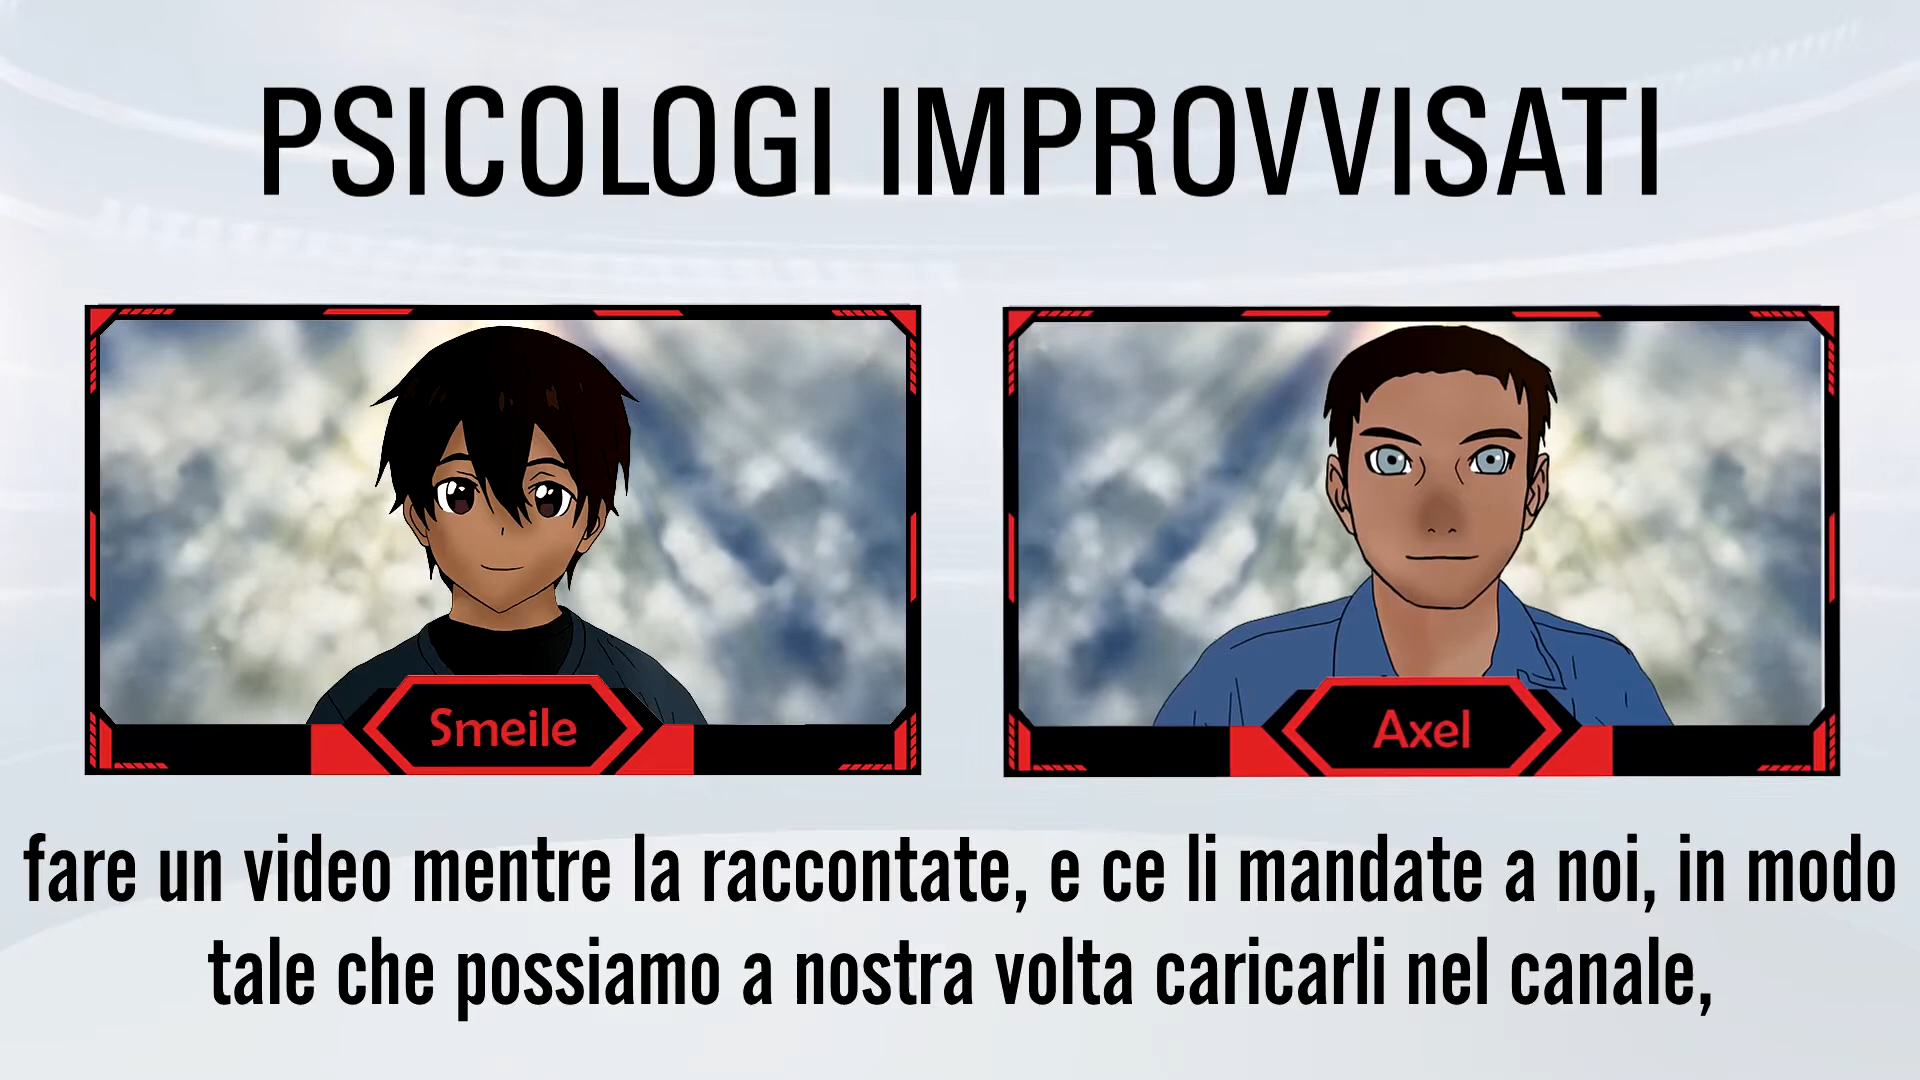 PSICOLOGI IMPROVVISATI
Smeile
Axel
fare un video mentre la raccontate, e ce li mandate a noi, in modo
tale che possiamo a nostra volta caricarli nel canale,